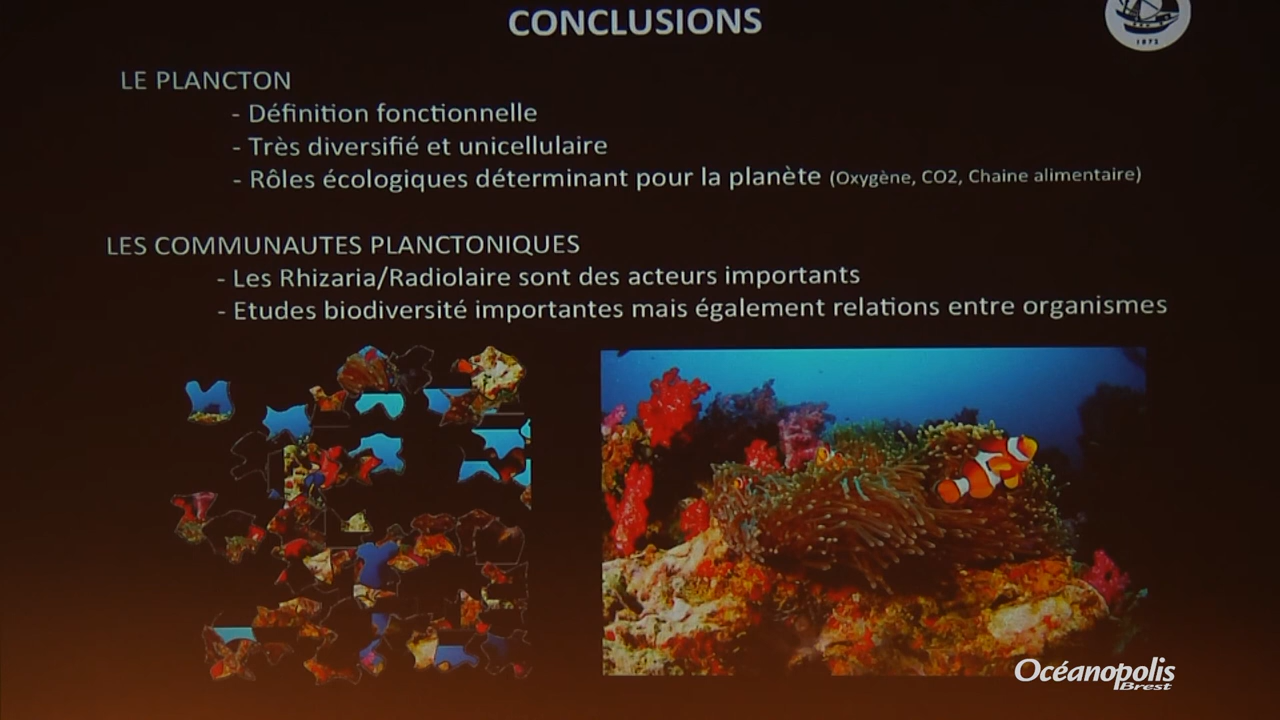 CONCLUSIONS
1872
LE PLANCTON
- Définition fonctionnelle
- Très diversifié et unicellulaire
- Rôles écologiques déterminant pour la planète (Oxygène, CO2, Chaine alimentaire)
LES COMMUNAUTES PLANCTONIQUES
- Les Rhizaria/Radiolaire sont des acteurs importants
- Etudes biodiversité importantes mais également relations entre organismes
Océanopolis
Brest